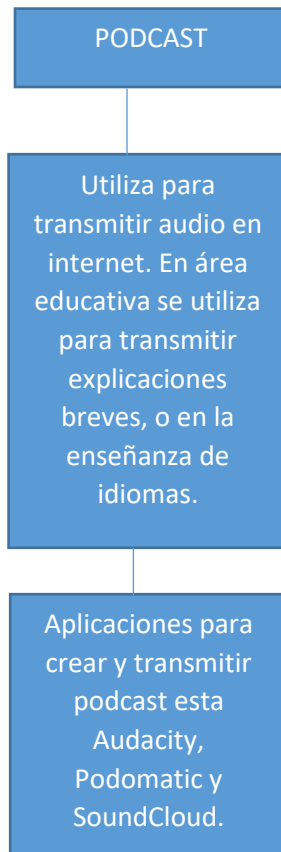 PODCAST
Utiliza para
transmitir audio en
internet. En área
educativa se utiliza
para transmitir
explicaciones
breves, o en la
enseñanza de
idiomas.
Aplicaciones para
crear y transmitir
podcast esta
Audacity,
Podomatic y
SoundCloud.